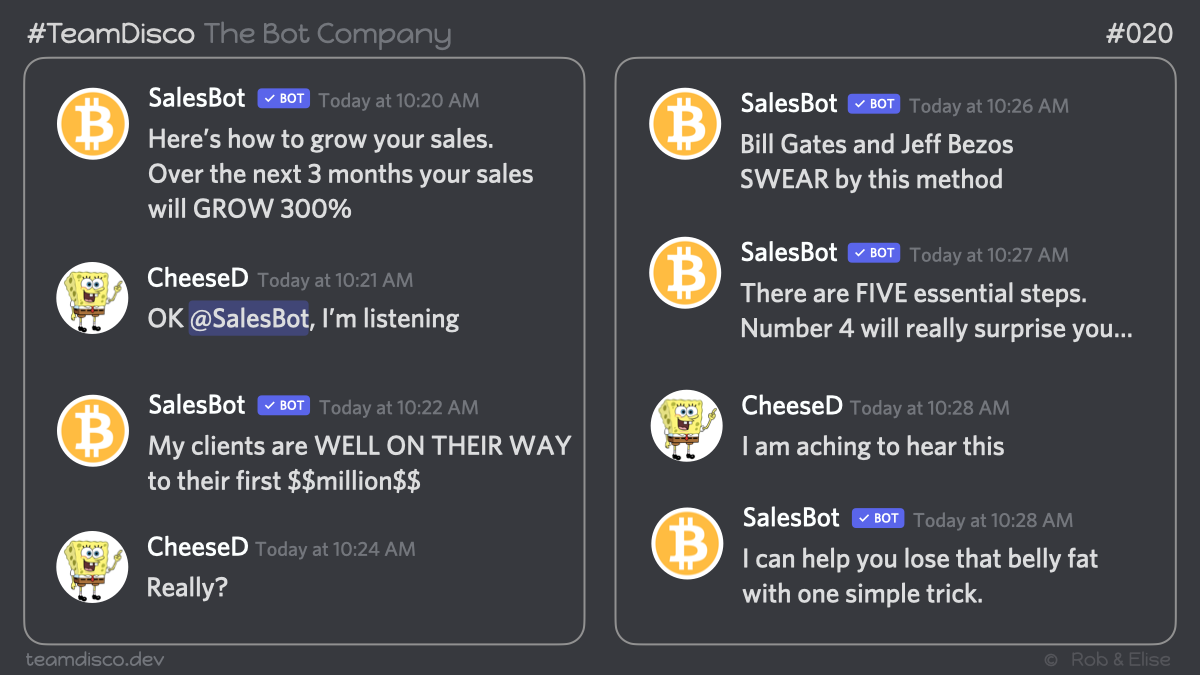 #TeamDisco The Bot Company
#020
SalesBot ✓ BOT Today at 10:20 AM
Here’s how to grow your sales.
Over the next 3 months your sales
will GROW 300%
CheeseD Today at 10:21 AM
OK @SalesBot, I’m listening
SalesBot ✓ BOT Today at 10:22 AM
My clients are WELL ON THEIR WAY
to their first $$million$$
CheeseD Today at 10:24 AM
Really?
SalesBot ✓ BOT Today at 10:26 AM
Bill Gates and Jeff Bezos
SWEAR by this method
SalesBot ✓ BOT Today at 10:27 AM
There are FIVE essential steps.
Number 4 will really surprise you...
CheeseD Today at 10:28 AM
I am aching to hear this
SalesBot ✓ BOT Today at 10:28 AM
I can help you lose that belly fat
with one simple trick.
teamdisco.dev
© Rob & Elise